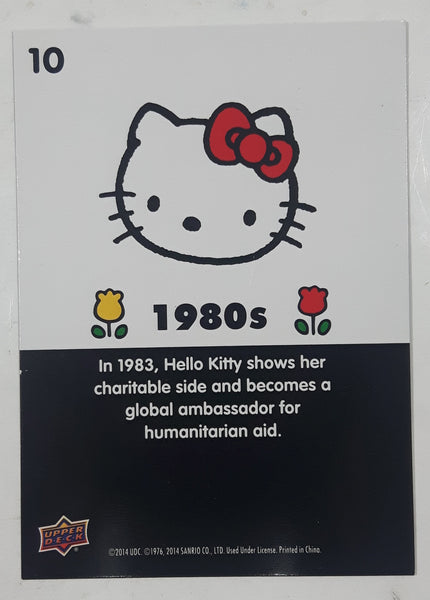 10
1980s
In 1983, Hello Kitty shows her
charitable side and becomes a
global ambassador for
humanitarian aid.
UPPER
D.E.C.K
©2014 UDC. ©1976, 2014 SANRIO CO., LTD. Used Under License. Printed in China.